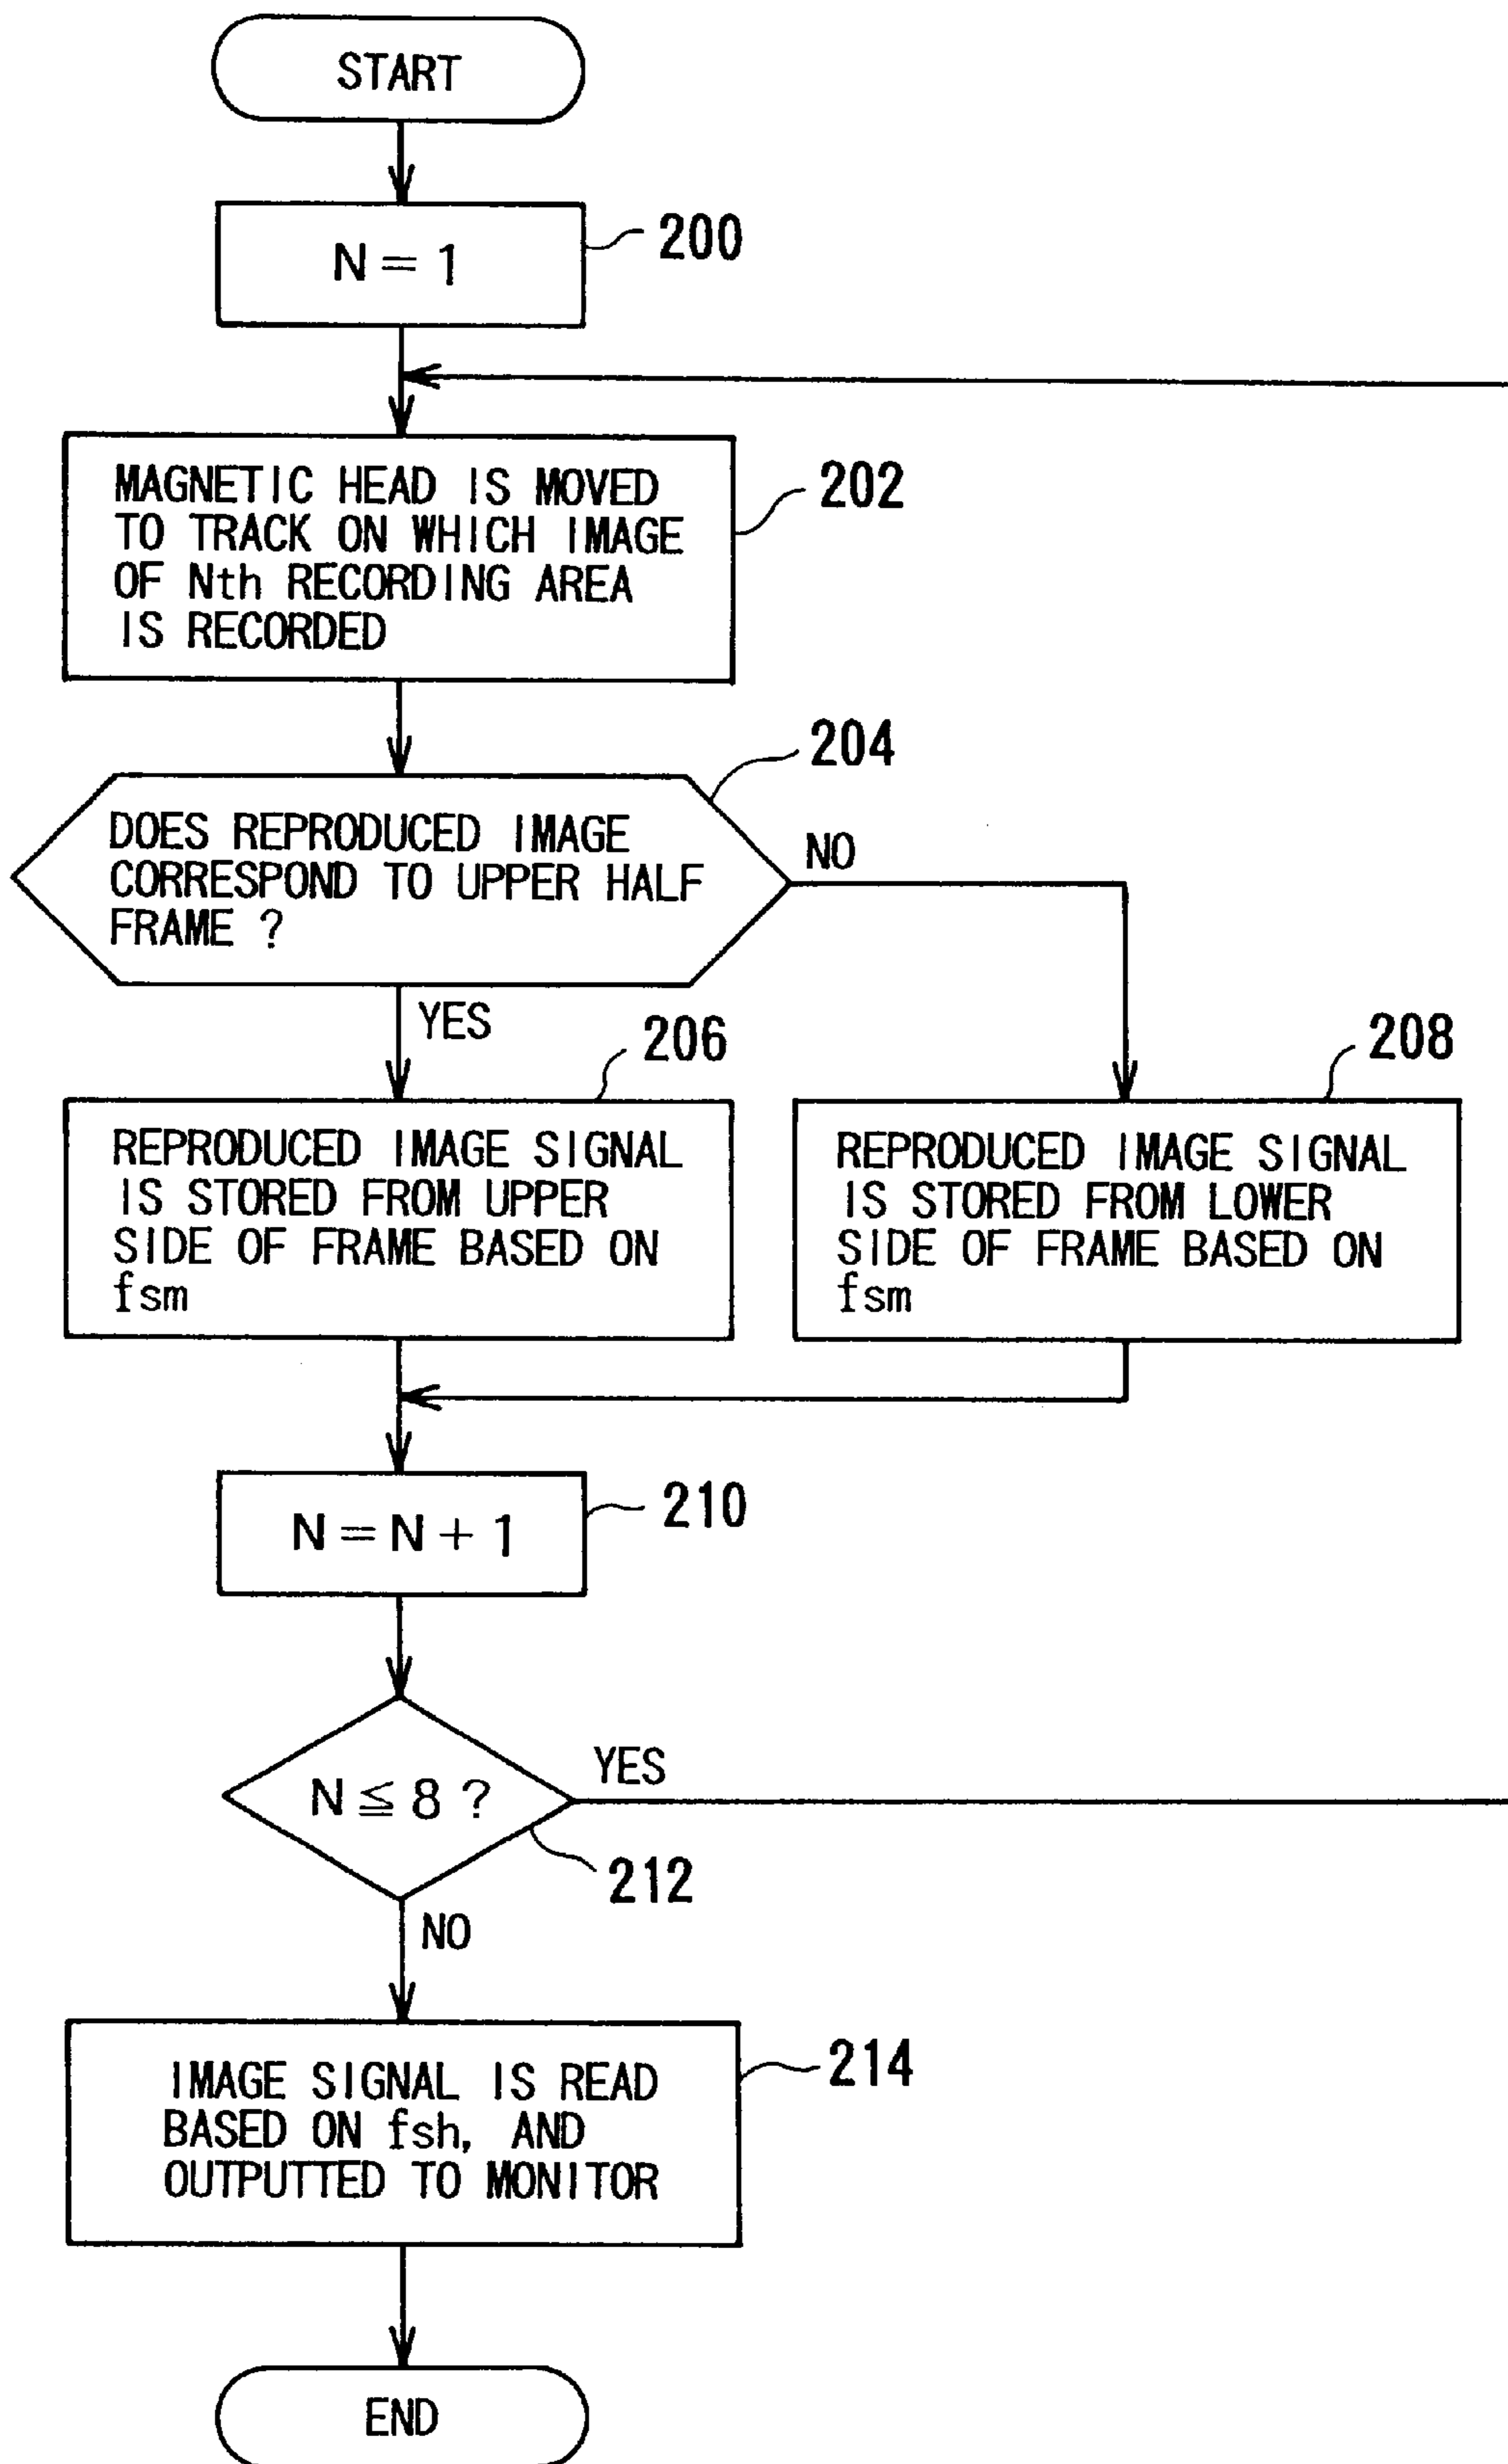 START
N = 1
200
MAGNETIC HEAD IS MOVED
TO TRACK ON WHICH IMAGE
OF Nth RECORDING AREA
IS RECORDED
202
204
DOES REPRODUCED IMAGE
CORRESPOND TO UPPER HALF
FRAME ?
NO
YES
206
208
REPRODUCED IMAGE SIGNAL
IS STORED FROM UPPER
SIDE OF FRAME BASED ON
fsm
REPRODUCED IMAGE SIGNAL
IS STORED FROM LOWER
SIDE OF FRAME BASED ON
fsm
N = N + 1
210
N ≦ 8 ?
YES
212
NO
IMAGE SIGNAL IS READ
BASED ON fsh, AND
OUTPUTTED TO MONITOR
214
END